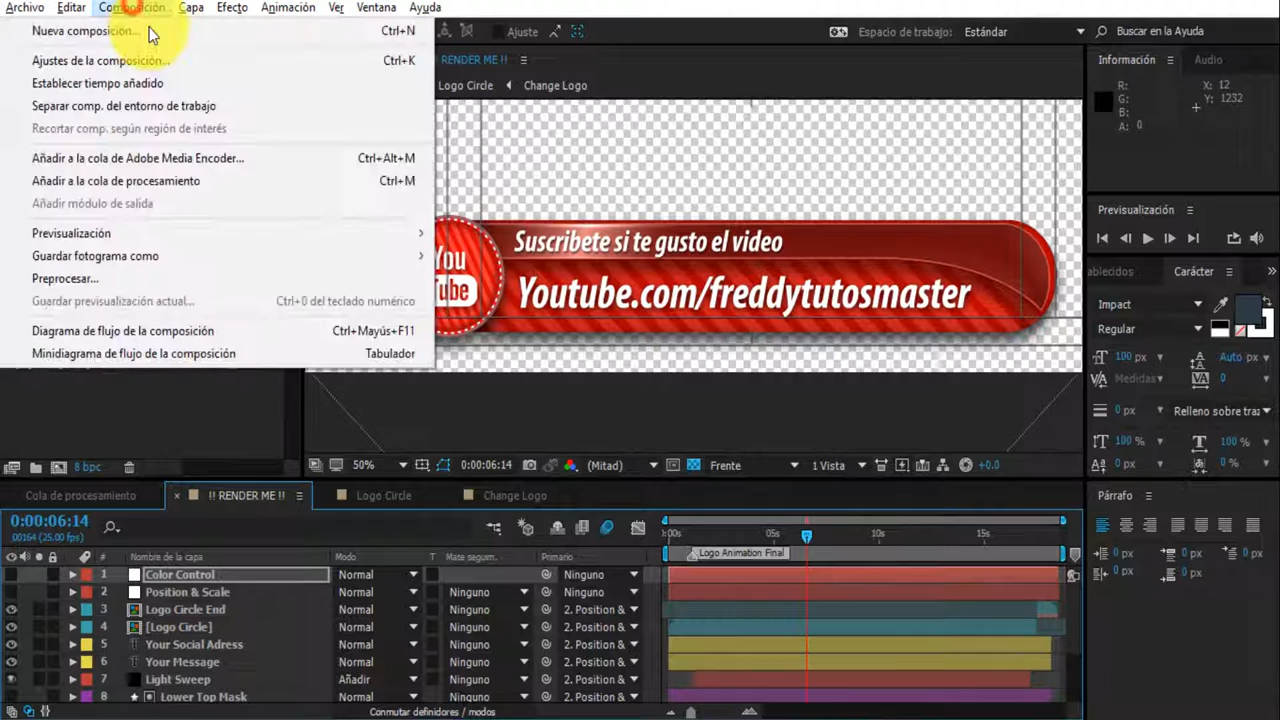 Archivo Editar Composición Capa Efecto Animación Ver Ventana Ayuda
Nueva composición... Ctrl+N
Ajustes de la composición... Ctrl+K
Establecer tiempo añadido
Separar comp. del entorno de trabajo
Recortar comp. según región de interés
Añadir a la cola de Adobe Media Encoder... Ctrl+Alt+M
Añadir a la cola de procesamiento Ctrl+M
Añadir módulo de salida
Previsualización
Guardar fotograma como
Preprocesar...
Guardar previsualización actual... Ctrl+0 del teclado numérico
Diagrama de flujo de la composición Ctrl+Mayús+F11
Minidiagrama de flujo de la composición Tabulador
Ajuste Espacio de trabajo: Estándar Buscar en la Ayuda
!! RENDER ME !!
Logo Circle Change Logo
You
Tube
Suscribete si te gusto el video
Youtube.com/freddytutosmaster
Información Audio
R: X: 12
G: Y: 1232
B:
A: 0
Previsualización
Carácter
Impact
Regular
100 px Auto px
Medidas 0
0 px Relleno sobre traz
100 % 100 %
0 px 0 %
Párrafo
0 px 0 px 0 px
0 px 0 px
8 bpc
50% 0:00:06:14 (Mitad) Frente 1 Vista +0.0
Cola de procesamiento !! RENDER ME !! Logo Circle Change Logo
0:00:06:14
00164 (25.00 fps)
05s 10s 15s
Logo Animation Final
# Nombre de la capa Modo T Mate seguim. Primario
1 Color Control Normal Ninguno
2 Position & Scale Normal Ninguno Ninguno
3 Logo Circle End Normal Ninguno 2. Position &
4 [Logo Circle] Normal Ninguno 2. Position &
5 Your Social Adress Normal Ninguno 2. Position &
6 Your Message Normal Ninguno 2. Position &
7 Light Sweep Añadir Ninguno 2. Position &
8 Lower Top Mask Normal Ninguno 2. Position &
Conmutar definidores / modos